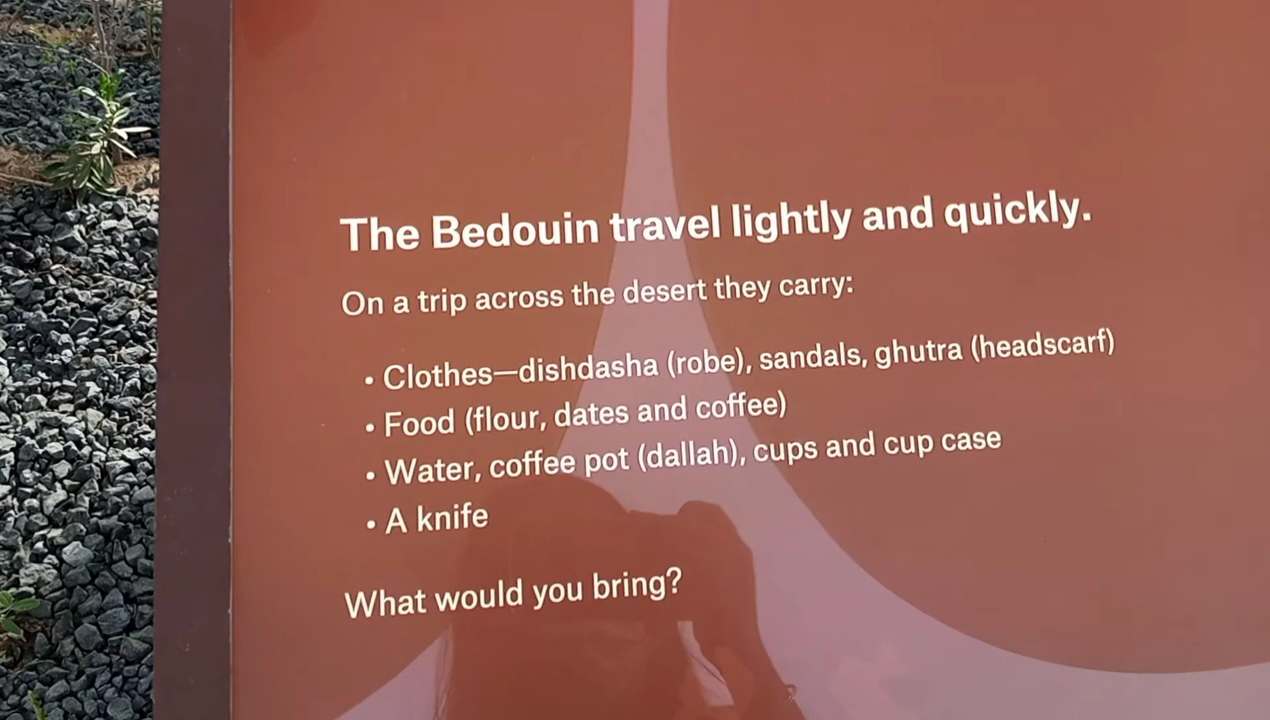 The Bedouin travel lightly and quickly.
On a trip across the desert they carry:
• Clothes—dishdasha (robe), sandals, ghutra (headscarf)
• Food (flour, dates and coffee)
• Water, coffee pot (dallah), cups and cup case
• A knife
What would you bring?